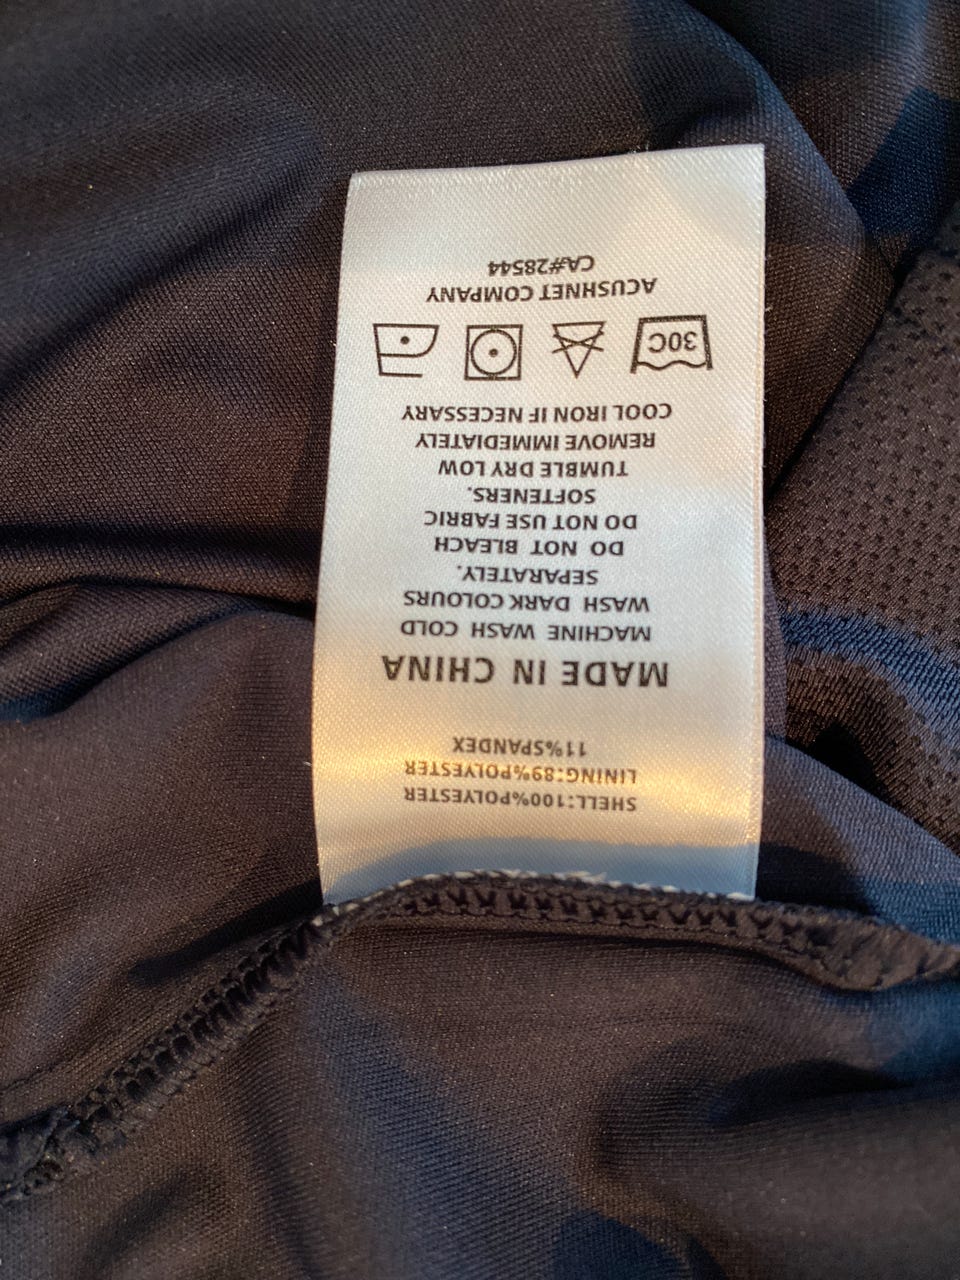 SHELL:100%POLYESTER
LINING:89%POLYESTER
11%SPANDEX
MADE IN CHINA
MACHINE WASH COLD
WASH DARK COLOURS
SEPARATELY.
DO NOT BLEACH
DO NOT USE FABRIC
SOFTENERS.
TUMBLE DRY LOW
REMOVE IMMEDIATELY
COOL IRON IF NECESSARY
30C
ACUSHNET COMPANY
CA#28544